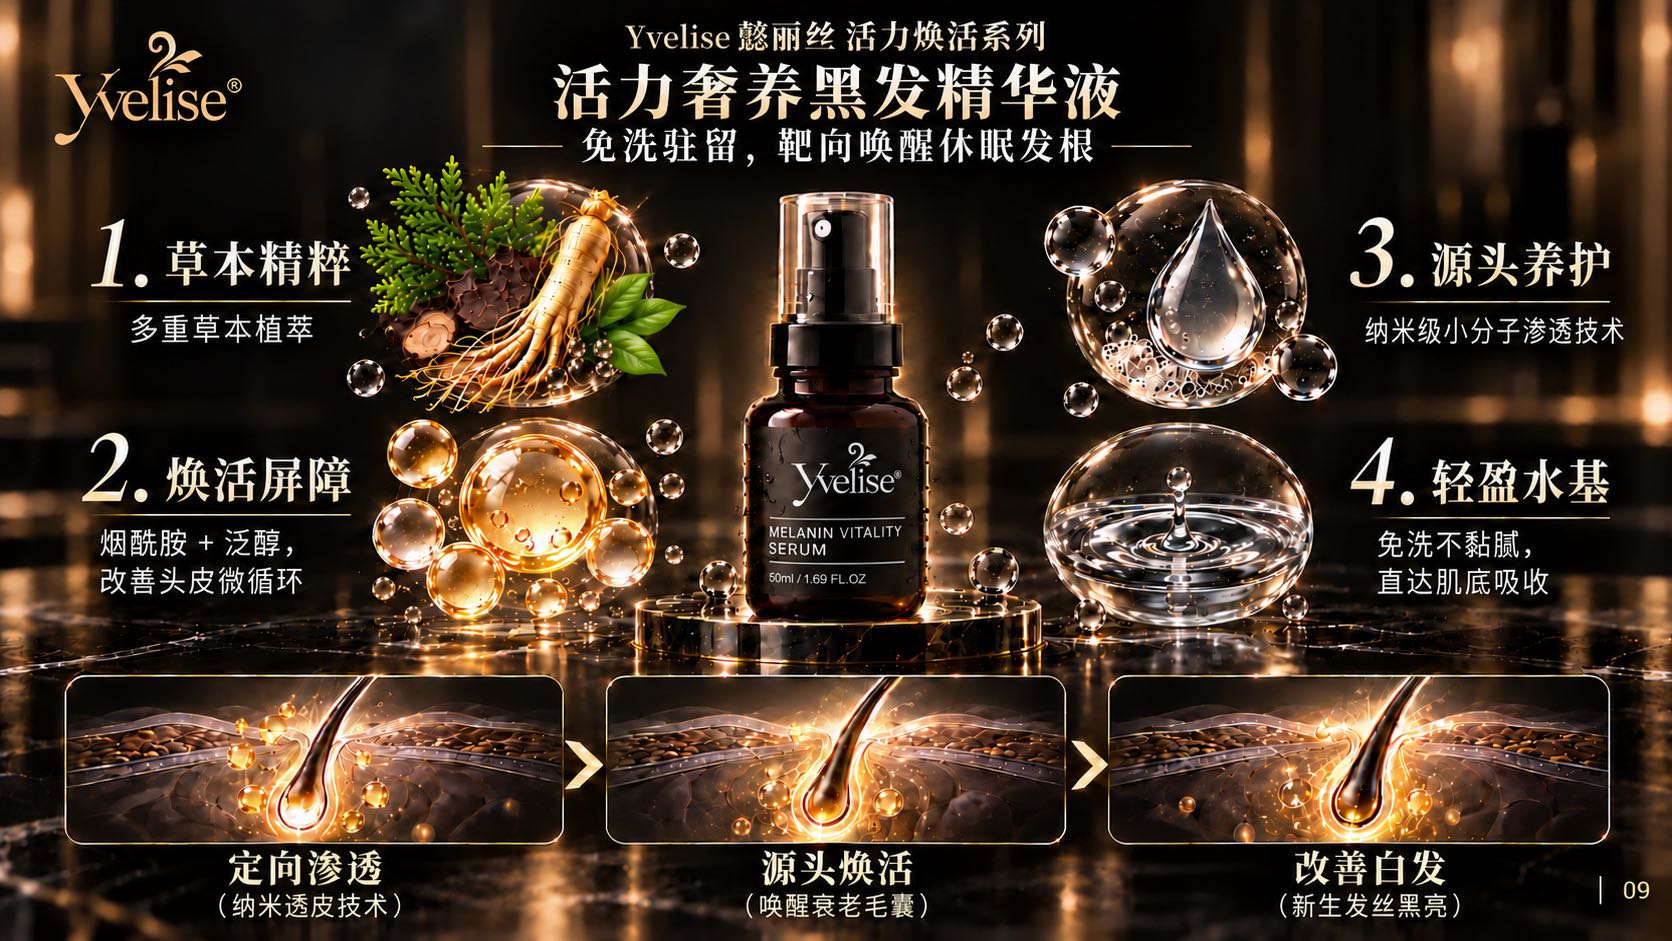 Yvelise®
Yvelise 懿丽丝 活力焕活系列
活力奢养黑发精华液
免洗驻留，靶向唤醒休眠发根
1. 草本精粹
多重草本植萃
2. 焕活屏障
烟酰胺 + 泛醇，
改善头皮微循环
3. 源头养护
纳米级小分子渗透技术
4. 轻盈水基
免洗不黏腻，
直达肌底吸收
Yvelise®
MELANIN VITALITY
SERUM
50ml / 1.69 FL.OZ
定向渗透
（纳米透皮技术）
源头焕活
（唤醒衰老毛囊）
改善白发
（新生发丝黑亮）
09